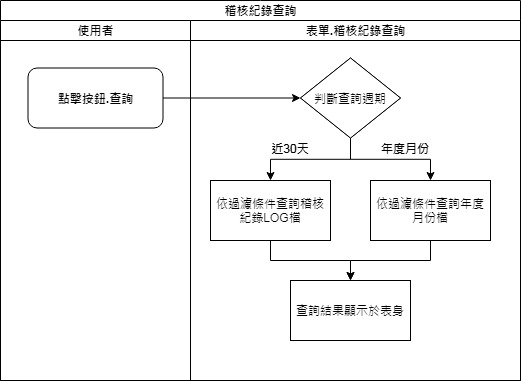 稽核紀錄查詢
使用者
表單.稽核紀錄查詢
點擊按鈕.查詢
判斷查詢週期
近30天
年度月份
依過濾條件查詢稽核
紀錄LOG檔
依過濾條件查詢年度
月份檔
查詢結果顯示於表身